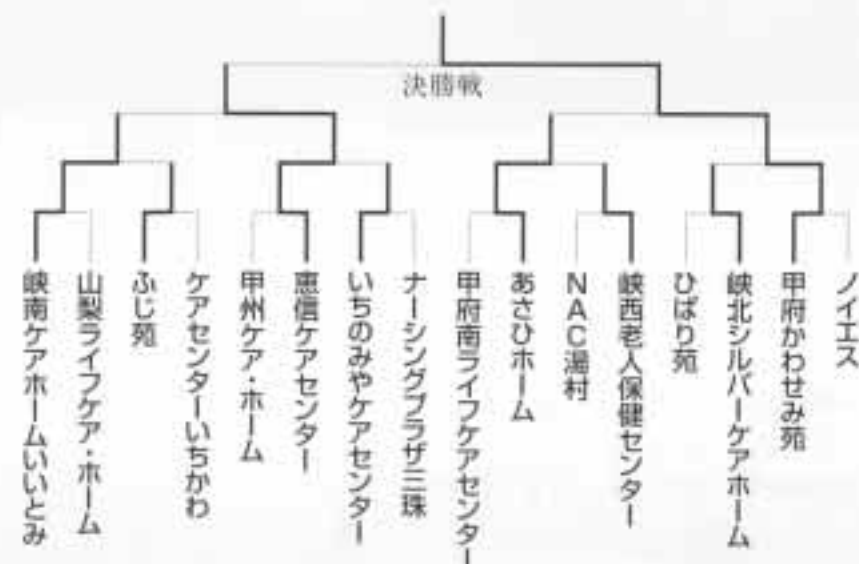 決勝戦
峡南ケアホームいいとみ
山梨ライフケア・ホーム
ふじ苑
ケアセンターいちかわ
甲州ケア・ホーム
恵信ケアセンター
いちのみやケアセンター
ナーシングプラザ三珠
甲府南ライフケアセンター
あさひホーム
NAC湯村
峡西老人保健センター
ひばり苑
峡北シルバーケアホーム
甲府かわせみ苑
ノイエス